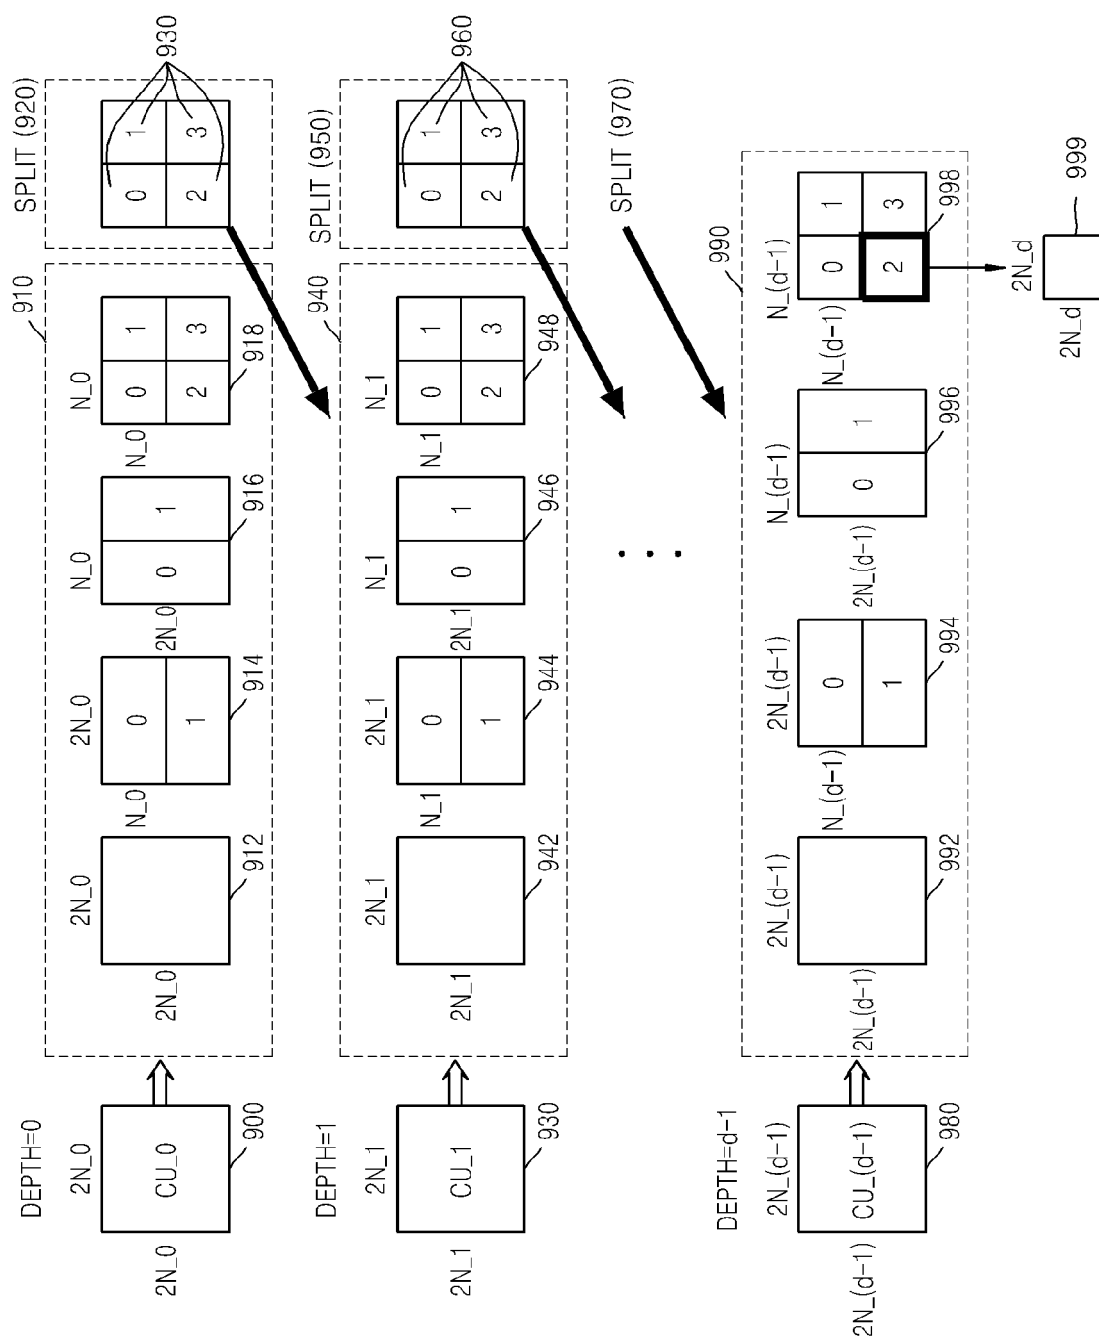 DEPTH=0
2N_0
2N_0
CU_0
900
910
2N_0
2N_0
912
2N_0
N_0
0
1
914
N_0
2N_0
0
1
916
N_0
N_0
0
1
2
3
918
SPLIT (920)
0
1
2
3
930
DEPTH=1
2N_1
2N_1
CU_1
930
940
2N_1
2N_1
942
2N_1
N_1
0
1
944
N_1
2N_1
0
1
946
N_1
N_1
0
1
2
3
948
SPLIT (950)
0
1
2
3
960
SPLIT (970)
DEPTH=d-1
2N_(d-1)
2N_(d-1)
CU_(d-1)
980
990
2N_(d-1)
2N_(d-1)
992
2N_(d-1)
N_(d-1)
0
1
994
N_(d-1)
2N_(d-1)
0
1
996
N_(d-1)
N_(d-1)
0
1
2
3
998
2N_d
2N_d
999